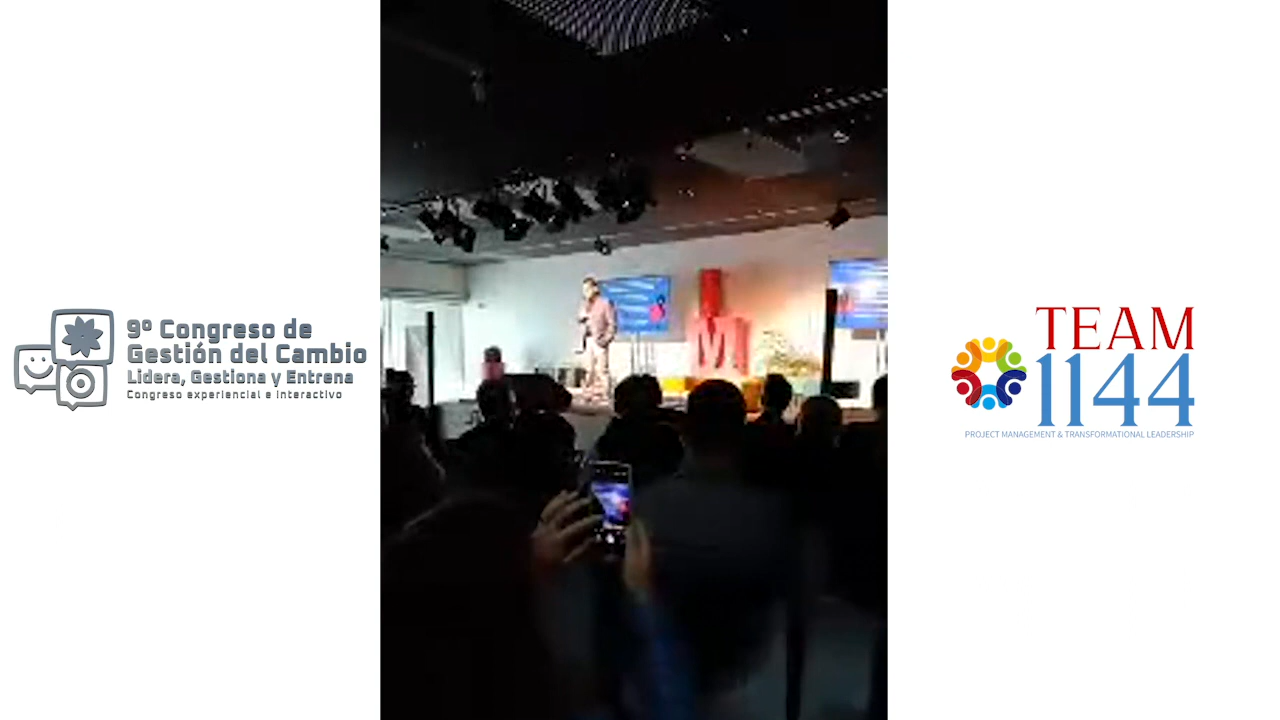 9º Congreso de
Gestión del Cambio
Lidera, Gestiona y Entrena
Congreso experiencial e interactivo
TEAM
1144
PROJECT MANAGEMENT & TRANSFORMATIONAL LEADERSHIP